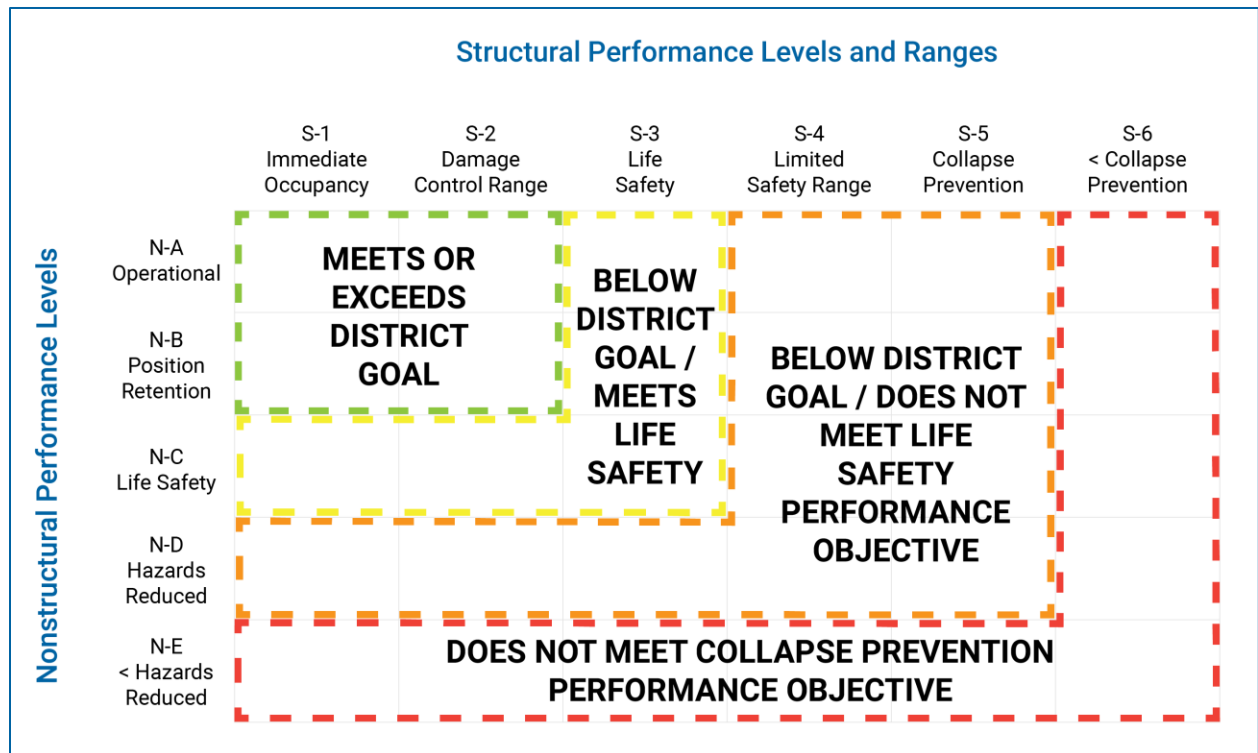 Structural Performance Levels and Ranges
S-1
Immediate
Occupancy
S-2
Damage
Control Range
S-3
Life
Safety
S-4
Limited
Safety Range
S-5
Collapse
Prevention
S-6
< Collapse
Prevention
Nonstructural Performance Levels
N-A
Operational
N-B
Position
Retention
N-C
Life Safety
N-D
Hazards
Reduced
N-E
< Hazards
Reduced
MEETS OR
EXCEEDS
DISTRICT
GOAL
BELOW
DISTRICT
GOAL /
MEETS
LIFE
SAFETY
BELOW DISTRICT
GOAL / DOES NOT
MEET LIFE
SAFETY
PERFORMANCE
OBJECTIVE
DOES NOT MEET COLLAPSE PREVENTION
PERFORMANCE OBJECTIVE